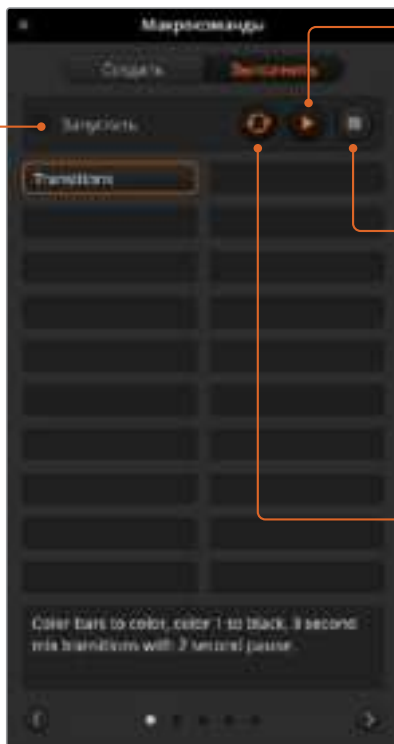 Макрокоманды
Создать
Выполнить
Запустить
Transitions
Color bars to color, color 1 to black, 3 second
mix transitions with 2 second pause.